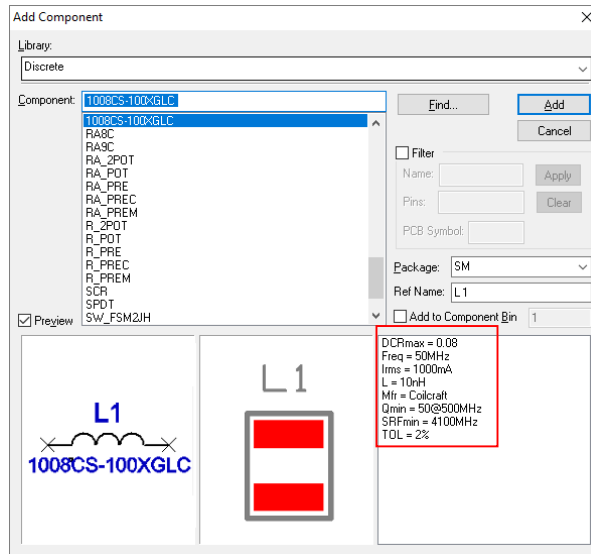 Add Component
Library:
Discrete
Component:
1008CS-100XGLC
1008CS-100XGLC
RA8C
RA9C
RA_2POT
RA_POT
RA_PRE
RA_PREC
RA_PREM
R_2POT
R_POT
R_PRE
R_PREC
R_PREM
SCR
SPDT
SW_FSM2JH
Find...
Add
Cancel
Filter
Name:
Apply
Pins:
Clear
PCB Symbol:
Package:
SM
Ref Name:
L1
Preview
Add to Component Bin
1
L1
1008CS-100XGLC
L1
DCRmax = 0.08
Freq = 50MHz
Irms = 1000mA
L = 10nH
Mfr = Coilcraft
Qmin = 50@500MHz
SRFmin = 4100MHz
TOL = 2%